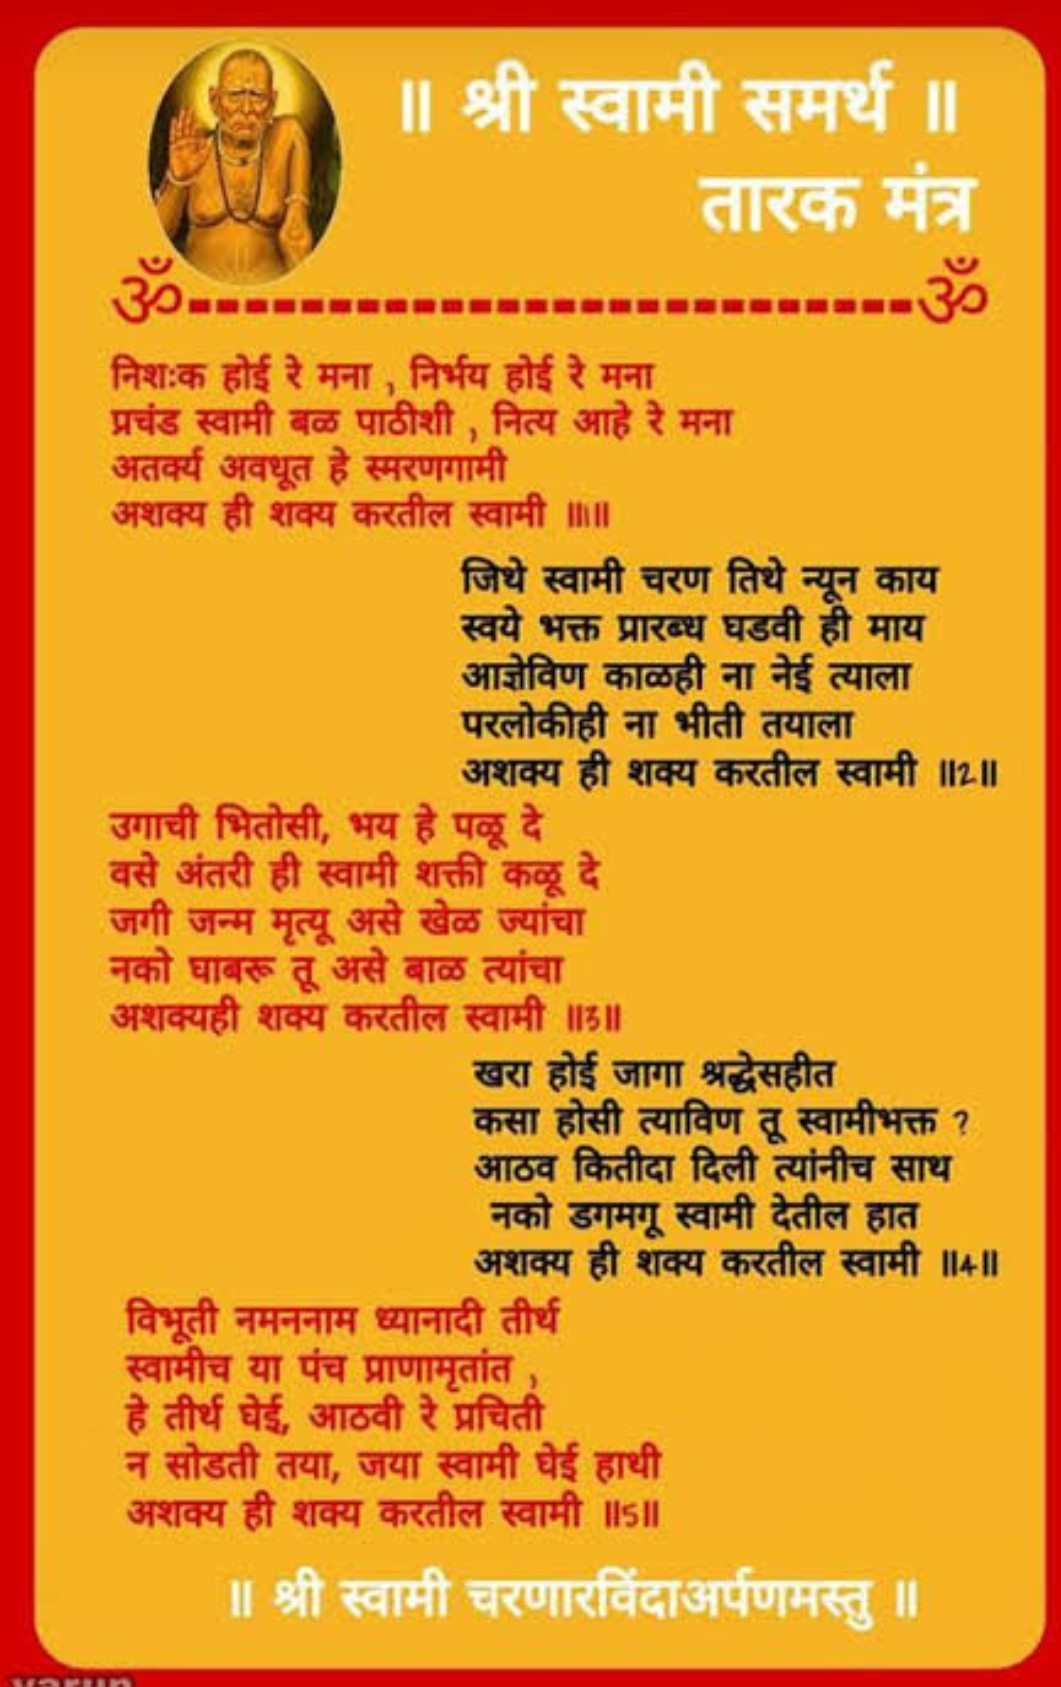 ॥ श्री स्वामी समर्थ ॥
तारक मंत्र
ॐ--------------------------ॐ
निशःक होई रे मना , निर्भय होई रे मना
प्रचंड स्वामी बळ पाठीशी , नित्य आहे रे मना
अतर्क्य अवधूत हे स्मरणगामी
अशक्य ही शक्य करतील स्वामी ॥१॥
जिथे स्वामी चरण तिथे न्यून काय
स्वये भक्त प्रारब्ध घडवी ही माय
आज्ञेविण काळही ना नेई त्याला
परलोकीही ना भीती तयाला
अशक्य ही शक्य करतील स्वामी ॥2॥
उगाची भितोसी, भय हे पळू दे
वसे अंतरी ही स्वामी शक्ती कळू दे
जगी जन्म मृत्यू असे खेळ ज्यांचा
नको घाबरू तू असे बाळ त्यांचा
अशक्यही शक्य करतील स्वामी ॥3॥
खरा होई जागा श्रद्धेसहीत
कसा होसी त्याविण तू स्वामीभक्त ?
आठव कितीदा दिली त्यांनीच साथ
नको डगमगू स्वामी देतील हात
अशक्य ही शक्य करतील स्वामी ॥4॥
विभूती नमननाम ध्यानादी तीर्थ
स्वामीच या पंच प्राणामृतांत ,
हे तीर्थ घेई, आठवी रे प्रचिती
न सोडती तया, जया स्वामी घेई हाथी
अशक्य ही शक्य करतील स्वामी ॥5॥
॥ श्री स्वामी चरणारविंदाअर्पणमस्तु ॥
varun